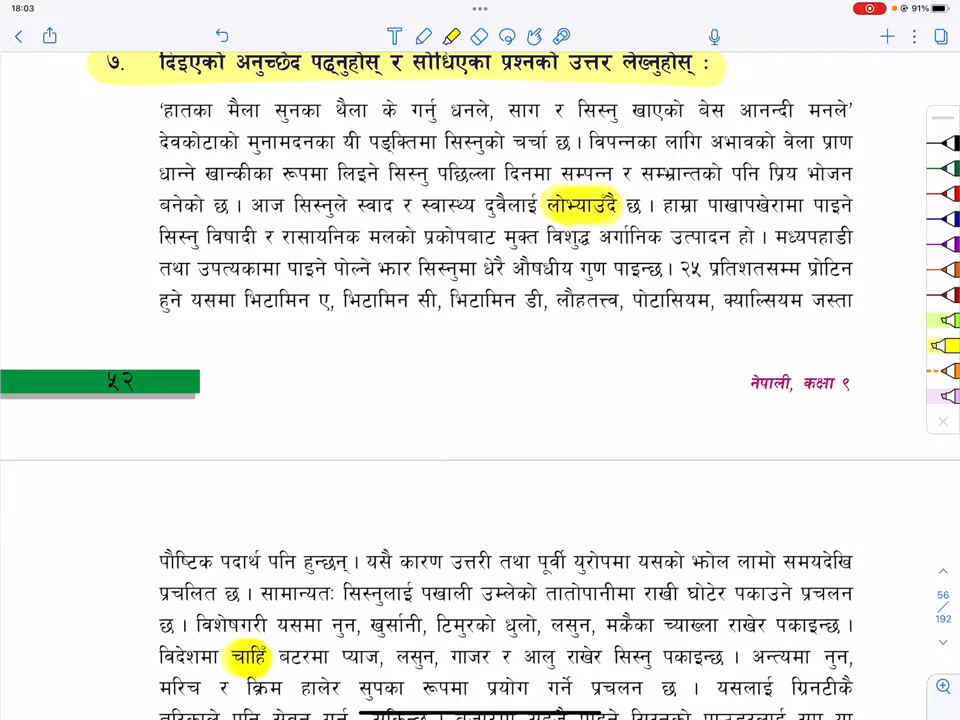 18:03
91%
७. दिइएको अनुच्छेद पढ्नुहोस् र सोधिएका प्रश्नको उत्तर लेख्नुहोस् :
‘हातका मैला सुनका थैला के गर्नु धनले, साग र सिस्नु खाएको बेस आनन्दी मनले’
देवकोटाको मुनामदनका यी पङ्क्तिमा सिस्नुको चर्चा छ । विपन्नका लागि अभावको वेला प्राण
धान्ने खान्कीका रूपमा लिइने सिस्नु पछिल्ला दिनमा सम्पन्न र सम्भ्रान्तको पनि प्रिय भोजन
बनेको छ । आज सिस्नुले स्वाद र स्वास्थ्य दुवैलाई लोभ्याउँदै छ । हाम्रा पाखापखेरामा पाइने
सिस्नु विषादी र रासायनिक मलको प्रकोपबाट मुक्त विशुद्ध अर्गानिक उत्पादन हो । मध्यपहाडी
तथा उपत्यकामा पाइने पोल्ने झार सिस्नुमा धेरै औषधीय गुण पाइन्छ । २५ प्रतिशतसम्म प्रोटिन
हुने यसमा भिटामिन ए, भिटामिन सी, भिटामिन डी, लौहतत्त्व, पोटासियम, क्याल्सियम जस्ता
५२
नेपाली, कक्षा ९
पौष्टिक पदार्थ पनि हुन्छन् । यसै कारण उत्तरी तथा पूर्वी युरोपमा यसको झोल लामो समयदेखि
प्रचलित छ । सामान्यतः सिस्नुलाई पखाली उम्लेको तातोपानीमा राखी घोटेर पकाउने प्रचलन
छ । विशेषगरी यसमा नुन, खुर्सानी, टिमुरको धुलो, लसुन, मकैका च्याख्ला राखेर पकाइन्छ ।
विदेशमा चाहिँ बटरमा प्याज, लसुन, गाजर र आलु राखेर सिस्नु पकाइन्छ । अन्त्यमा नुन,
मरिच र क्रिम हालेर सुपका रूपमा प्रयोग गर्ने प्रचलन छ । यसलाई ग्रिनटीकै
56
192